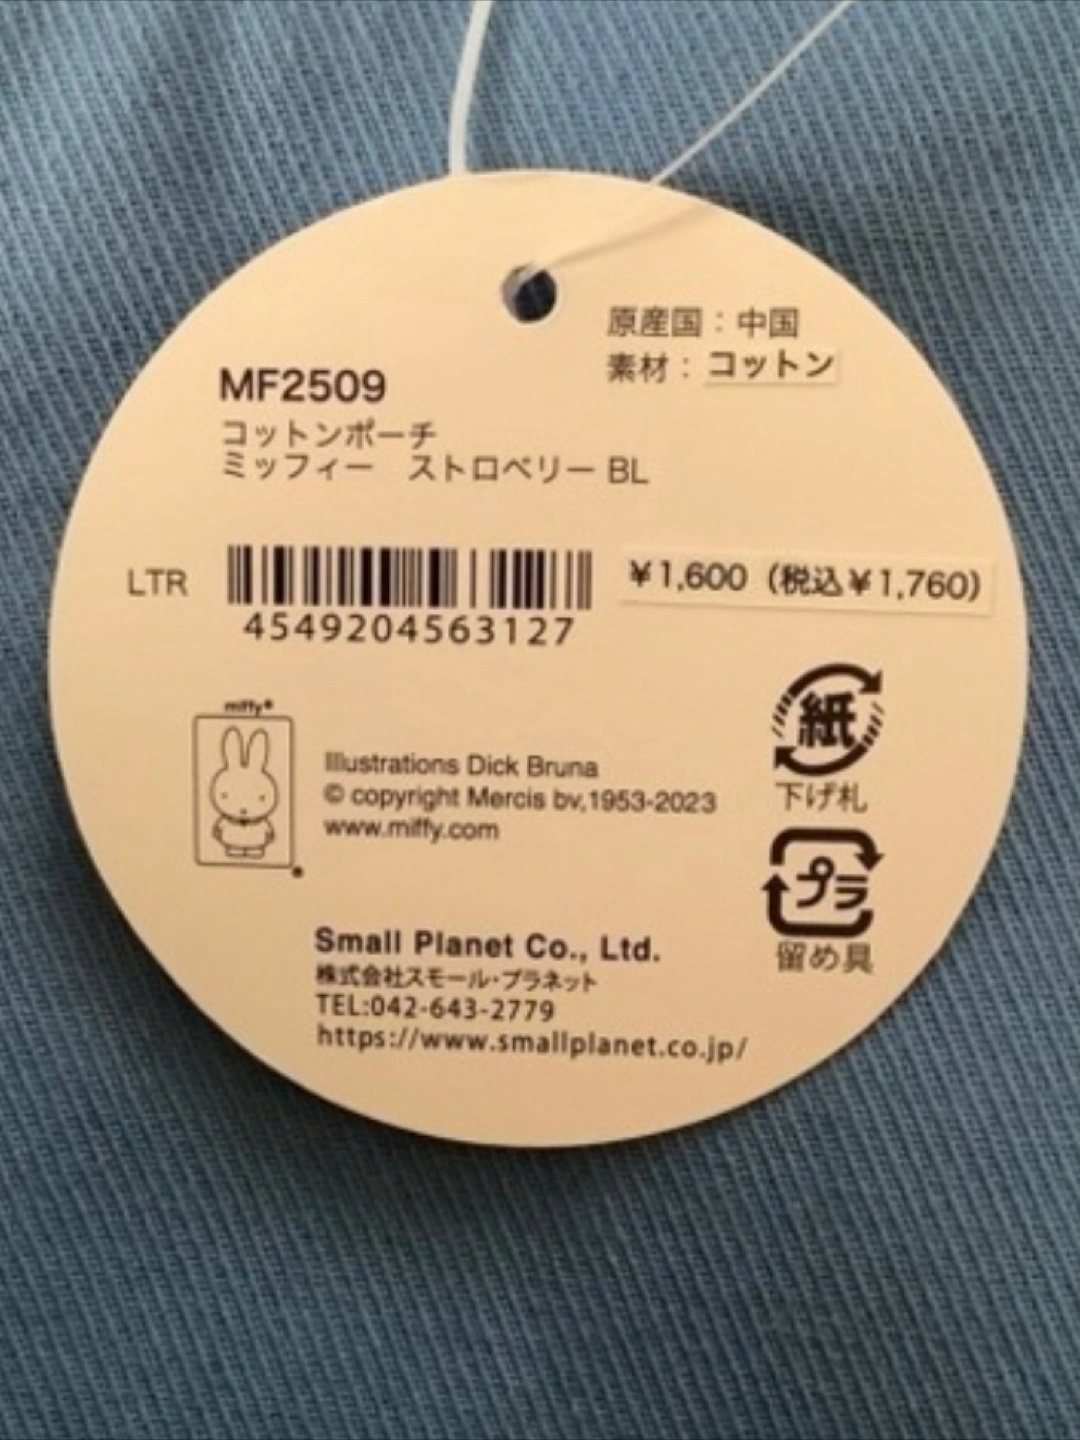 原産国：中国
素材：コットン
MF2509
コットンポーチ
ミッフィー　ストロベリー BL
LTR
4549204563127
￥1,600（税込￥1,760）
miffy®
Illustrations Dick Bruna
© copyright Mercis bv,1953-2023
www.miffy.com
紙
下げ札
プラ
留め具
Small Planet Co., Ltd.
株式会社スモール・プラネット
TEL:042-643-2779
https://www.smallplanet.co.jp/